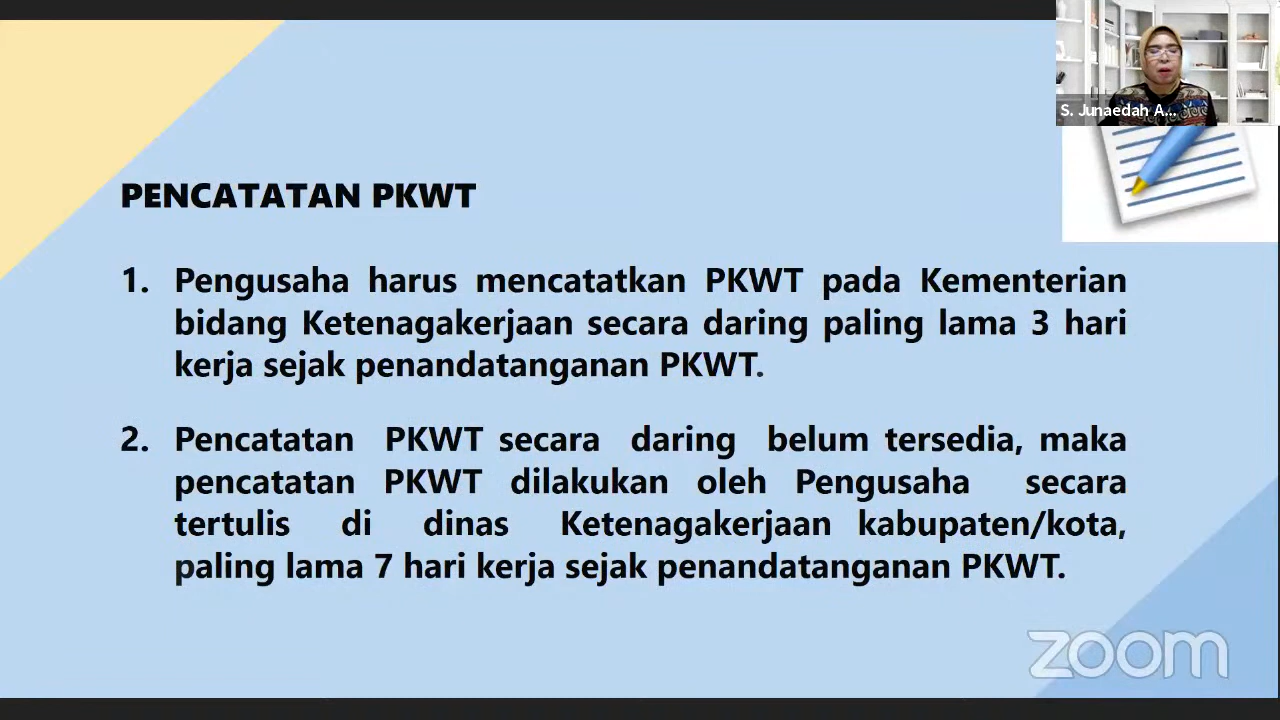 S. Junaedah A...
PENCATATAN PKWT
1. Pengusaha harus mencatatkan PKWT pada Kementerian
bidang Ketenagakerjaan secara daring paling lama 3 hari
kerja sejak penandatanganan PKWT.
2. Pencatatan PKWT secara daring belum tersedia, maka
pencatatan PKWT dilakukan oleh Pengusaha secara
tertulis di dinas Ketenagakerjaan kabupaten/kota,
paling lama 7 hari kerja sejak penandatanganan PKWT.
zoom